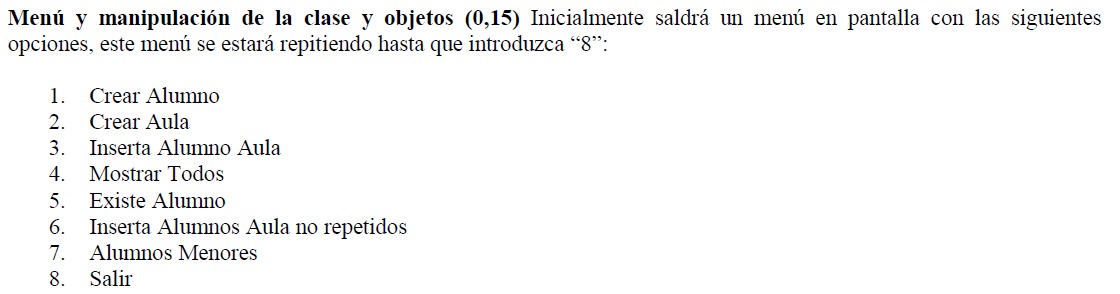 Menú y manipulación de la clase y objetos (0,15) Inicialmente saldrá un menú en pantalla con las siguientes
opciones, este menú se estará repitiendo hasta que introduzca “8”:
1. Crear Alumno
2. Crear Aula
3. Inserta Alumno Aula
4. Mostrar Todos
5. Existe Alumno
6. Inserta Alumnos Aula no repetidos
7. Alumnos Menores
8. Salir